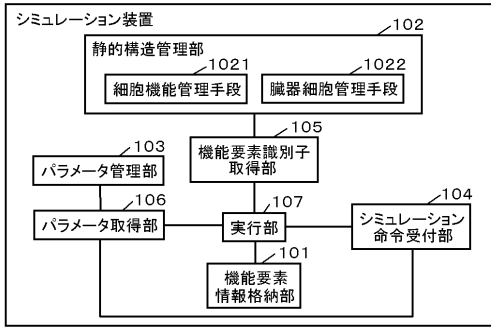 シミュレーション装置
102
静的構造管理部
1021
1022
細胞機能管理手段
臓器細胞管理手段
105
103
機能要素識別子
取得部
パラメータ管理部
106
107
104
パラメータ取得部
実行部
シミュレーション
命令受付部
101
機能要素
情報格納部